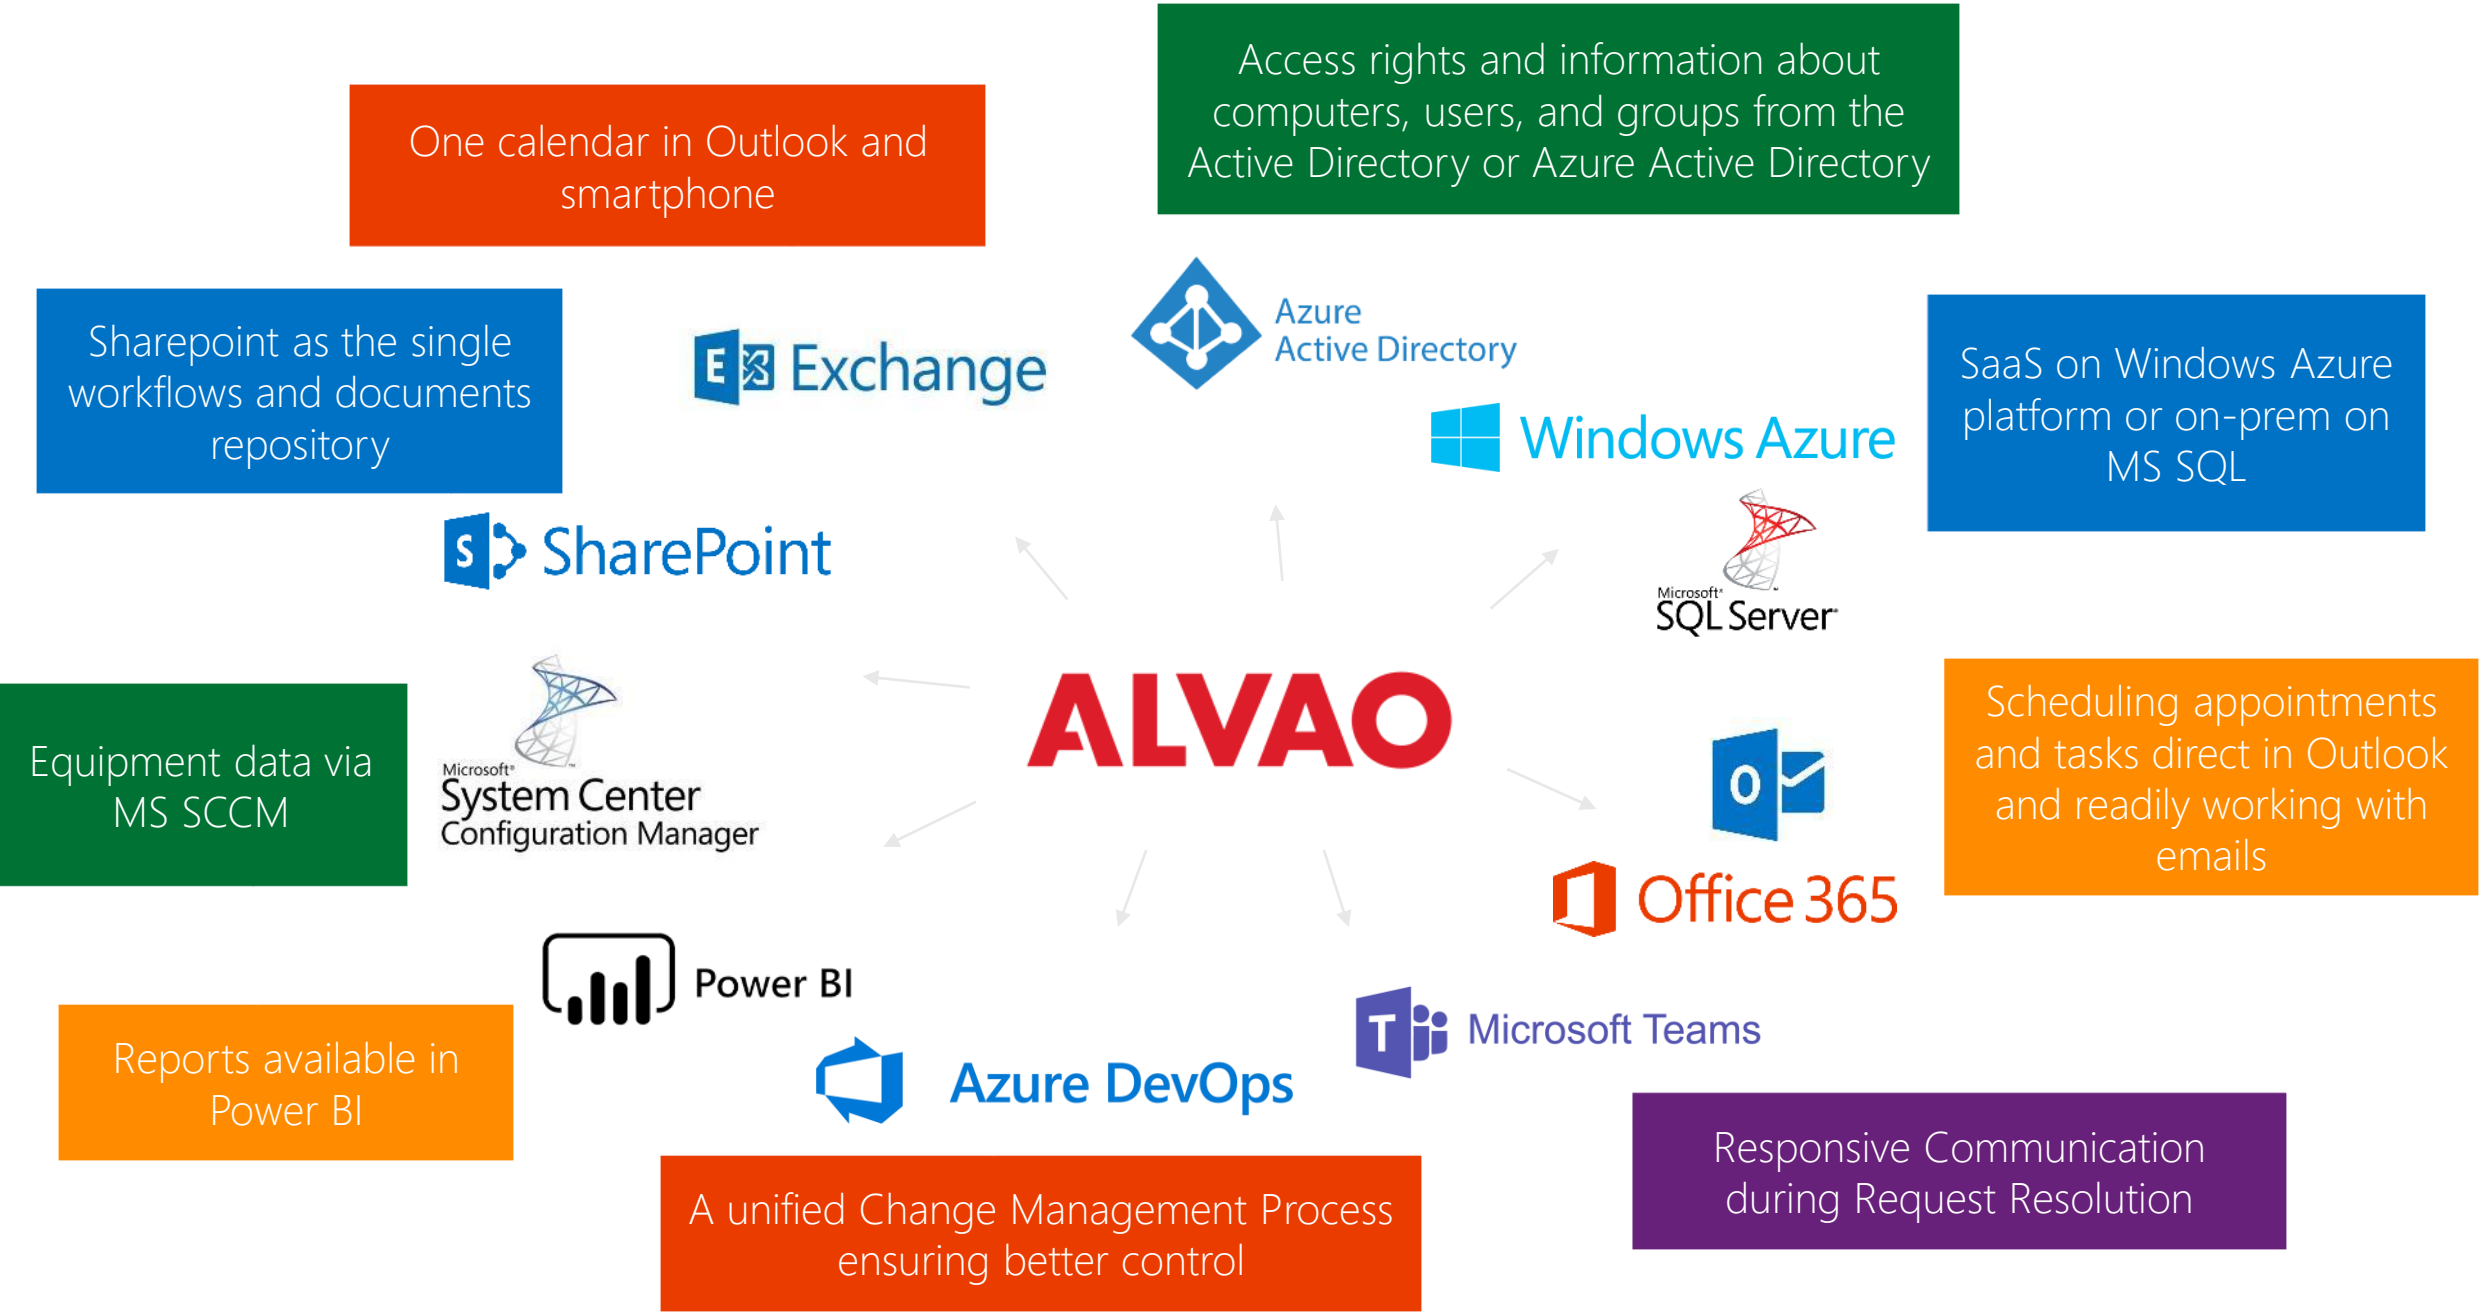 Access rights and information about
computers, users, and groups from the
Active Directory or Azure Active Directory
One calendar in Outlook and
smartphone
Sharepoint as the single
workflows and documents
repository
E Exchange
Azure
Active Directory
Windows Azure
SaaS on Windows Azure
platform or on-prem on
MS SQL
S SharePoint
Microsoft®
SQL Server®
ALVAO
Equipment data via
MS SCCM
Microsoft®
System Center
Configuration Manager
Scheduling appointments
and tasks direct in Outlook
and readily working with
emails
O
Office 365
Power BI
Reports available in
Power BI
Azure DevOps
T Microsoft Teams
A unified Change Management Process
ensuring better control
Responsive Communication
during Request Resolution